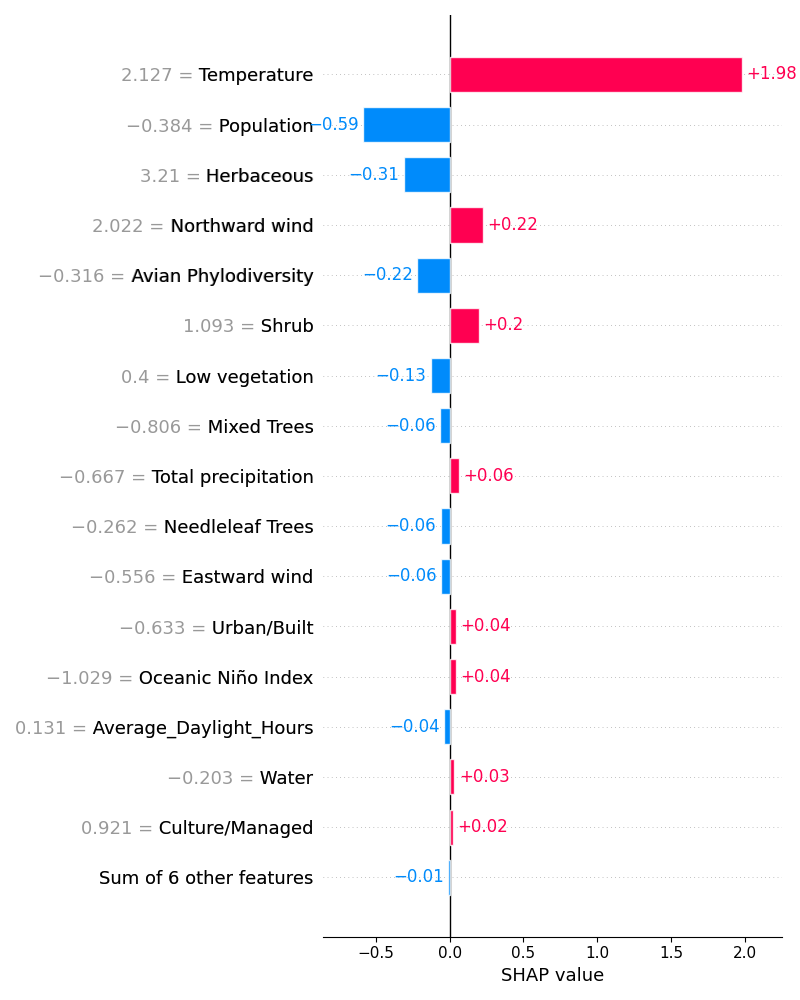 2.127 = Temperature +1.98
−0.384 = Population −0.59
3.21 = Herbaceous −0.31
2.022 = Northward wind +0.22
−0.316 = Avian Phylodiversity −0.22
1.093 = Shrub +0.2
0.4 = Low vegetation −0.13
−0.806 = Mixed Trees −0.06
−0.667 = Total precipitation +0.06
−0.262 = Needleleaf Trees −0.06
−0.556 = Eastward wind −0.06
−0.633 = Urban/Built +0.04
−1.029 = Oceanic Niño Index +0.04
0.131 = Average_Daylight_Hours −0.04
−0.203 = Water +0.03
0.921 = Culture/Managed +0.02
Sum of 6 other features −0.01
−0.5 0.0 0.5 1.0 1.5 2.0
SHAP value